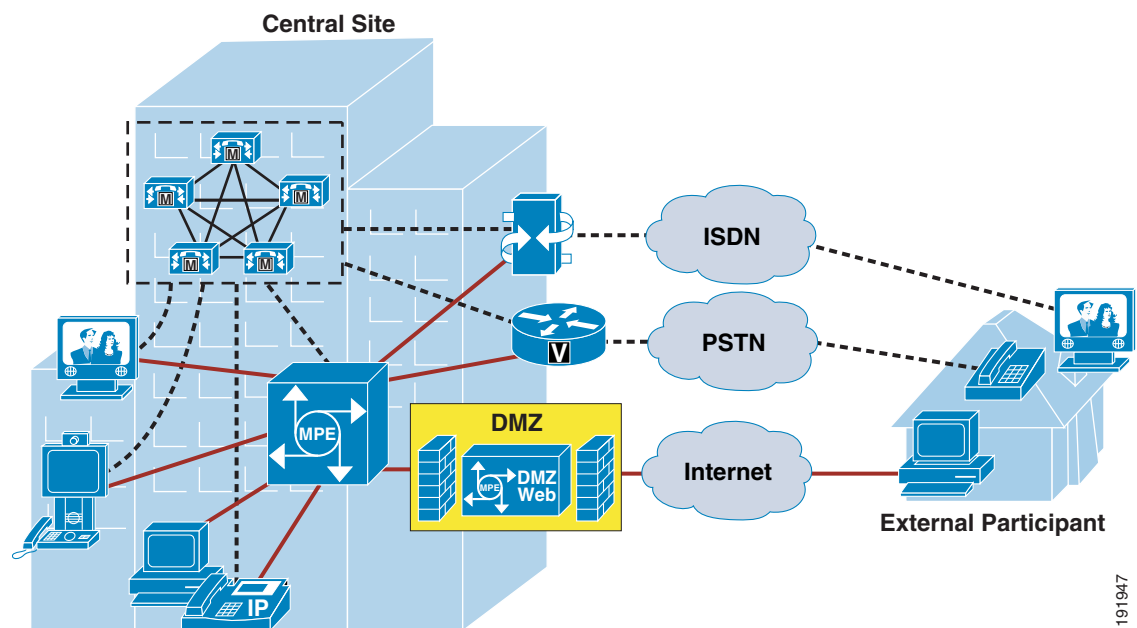 Central Site
M
M
M
M
M
ISDN
PSTN
V
MPE
DMZ
MPE
DMZ
Web
Internet
IP
External Participant
191947